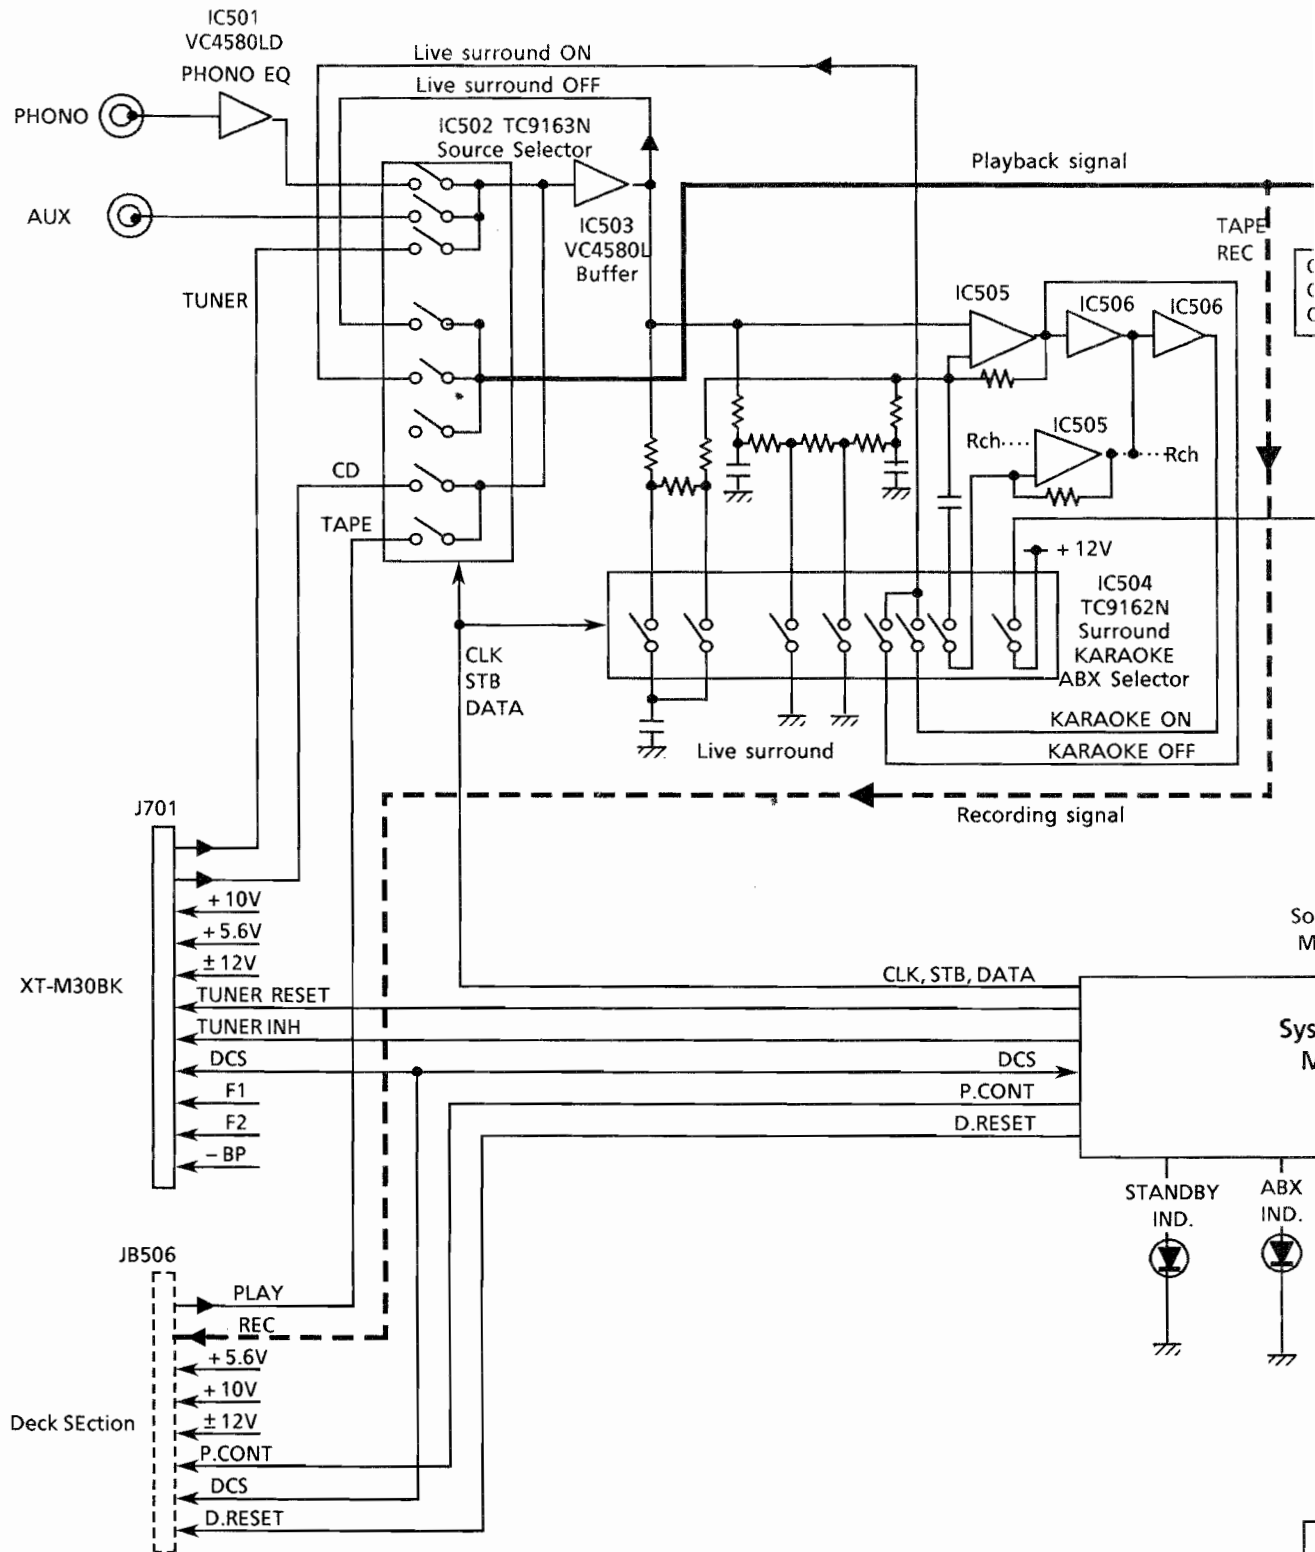 IC501
VC4580LD
PHONO EQ
PHONO
AUX
Live surround ON
Live surround OFF
IC502 TC9163N
Source Selector
IC503
VC4580L
Buffer
Playback signal
TAPE
REC
TUNER
IC505
IC506
IC506
IC505
Rch····
····Rch
CD
TAPE
+12V
IC504
TC9162N
Surround
KARAOKE
ABX Selector
CLK
STB
DATA
KARAOKE ON
KARAOKE OFF
Live surround
Recording signal
J701
+10V
+5.6V
±12V
XT-M30BK
TUNER RESET
TUNER INH
DCS
F1
F2
−BP
CLK, STB, DATA
DCS
P.CONT
D.RESET
So
M
Sys
STANDBY
IND.
ABX
IND.
JB506
PLAY
REC
+5.6V
+10V
±12V
Deck SEction
P.CONT
DCS
D.RESET